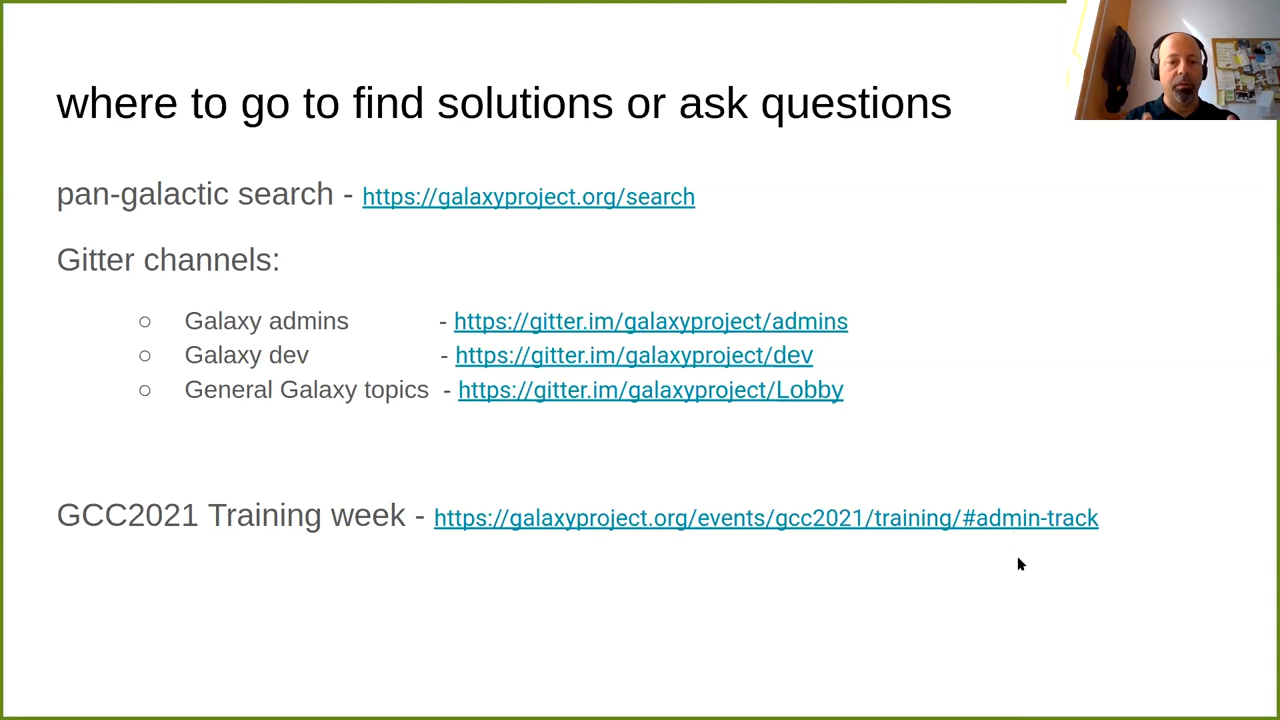 where to go to find solutions or ask questions
pan-galactic search - https://galaxyproject.org/search
Gitter channels:
○ Galaxy admins - https://gitter.im/galaxyproject/admins
○ Galaxy dev - https://gitter.im/galaxyproject/dev
○ General Galaxy topics - https://gitter.im/galaxyproject/Lobby
GCC2021 Training week - https://galaxyproject.org/events/gcc2021/training/#admin-track